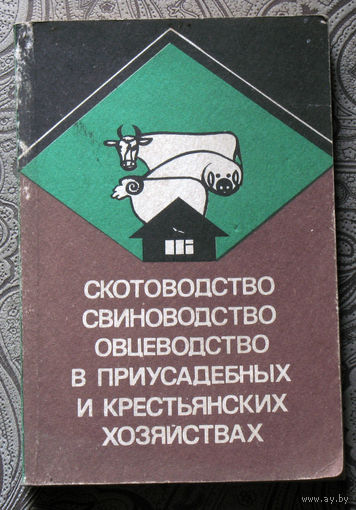 СКОТОВОДСТВО
СВИНОВОДСТВО
ОВЦЕВОДСТВО
В ПРИУСАДЕБНЫХ
И КРЕСТЬЯНСКИХ
ХОЗЯЙСТВАХ
www.ay.by